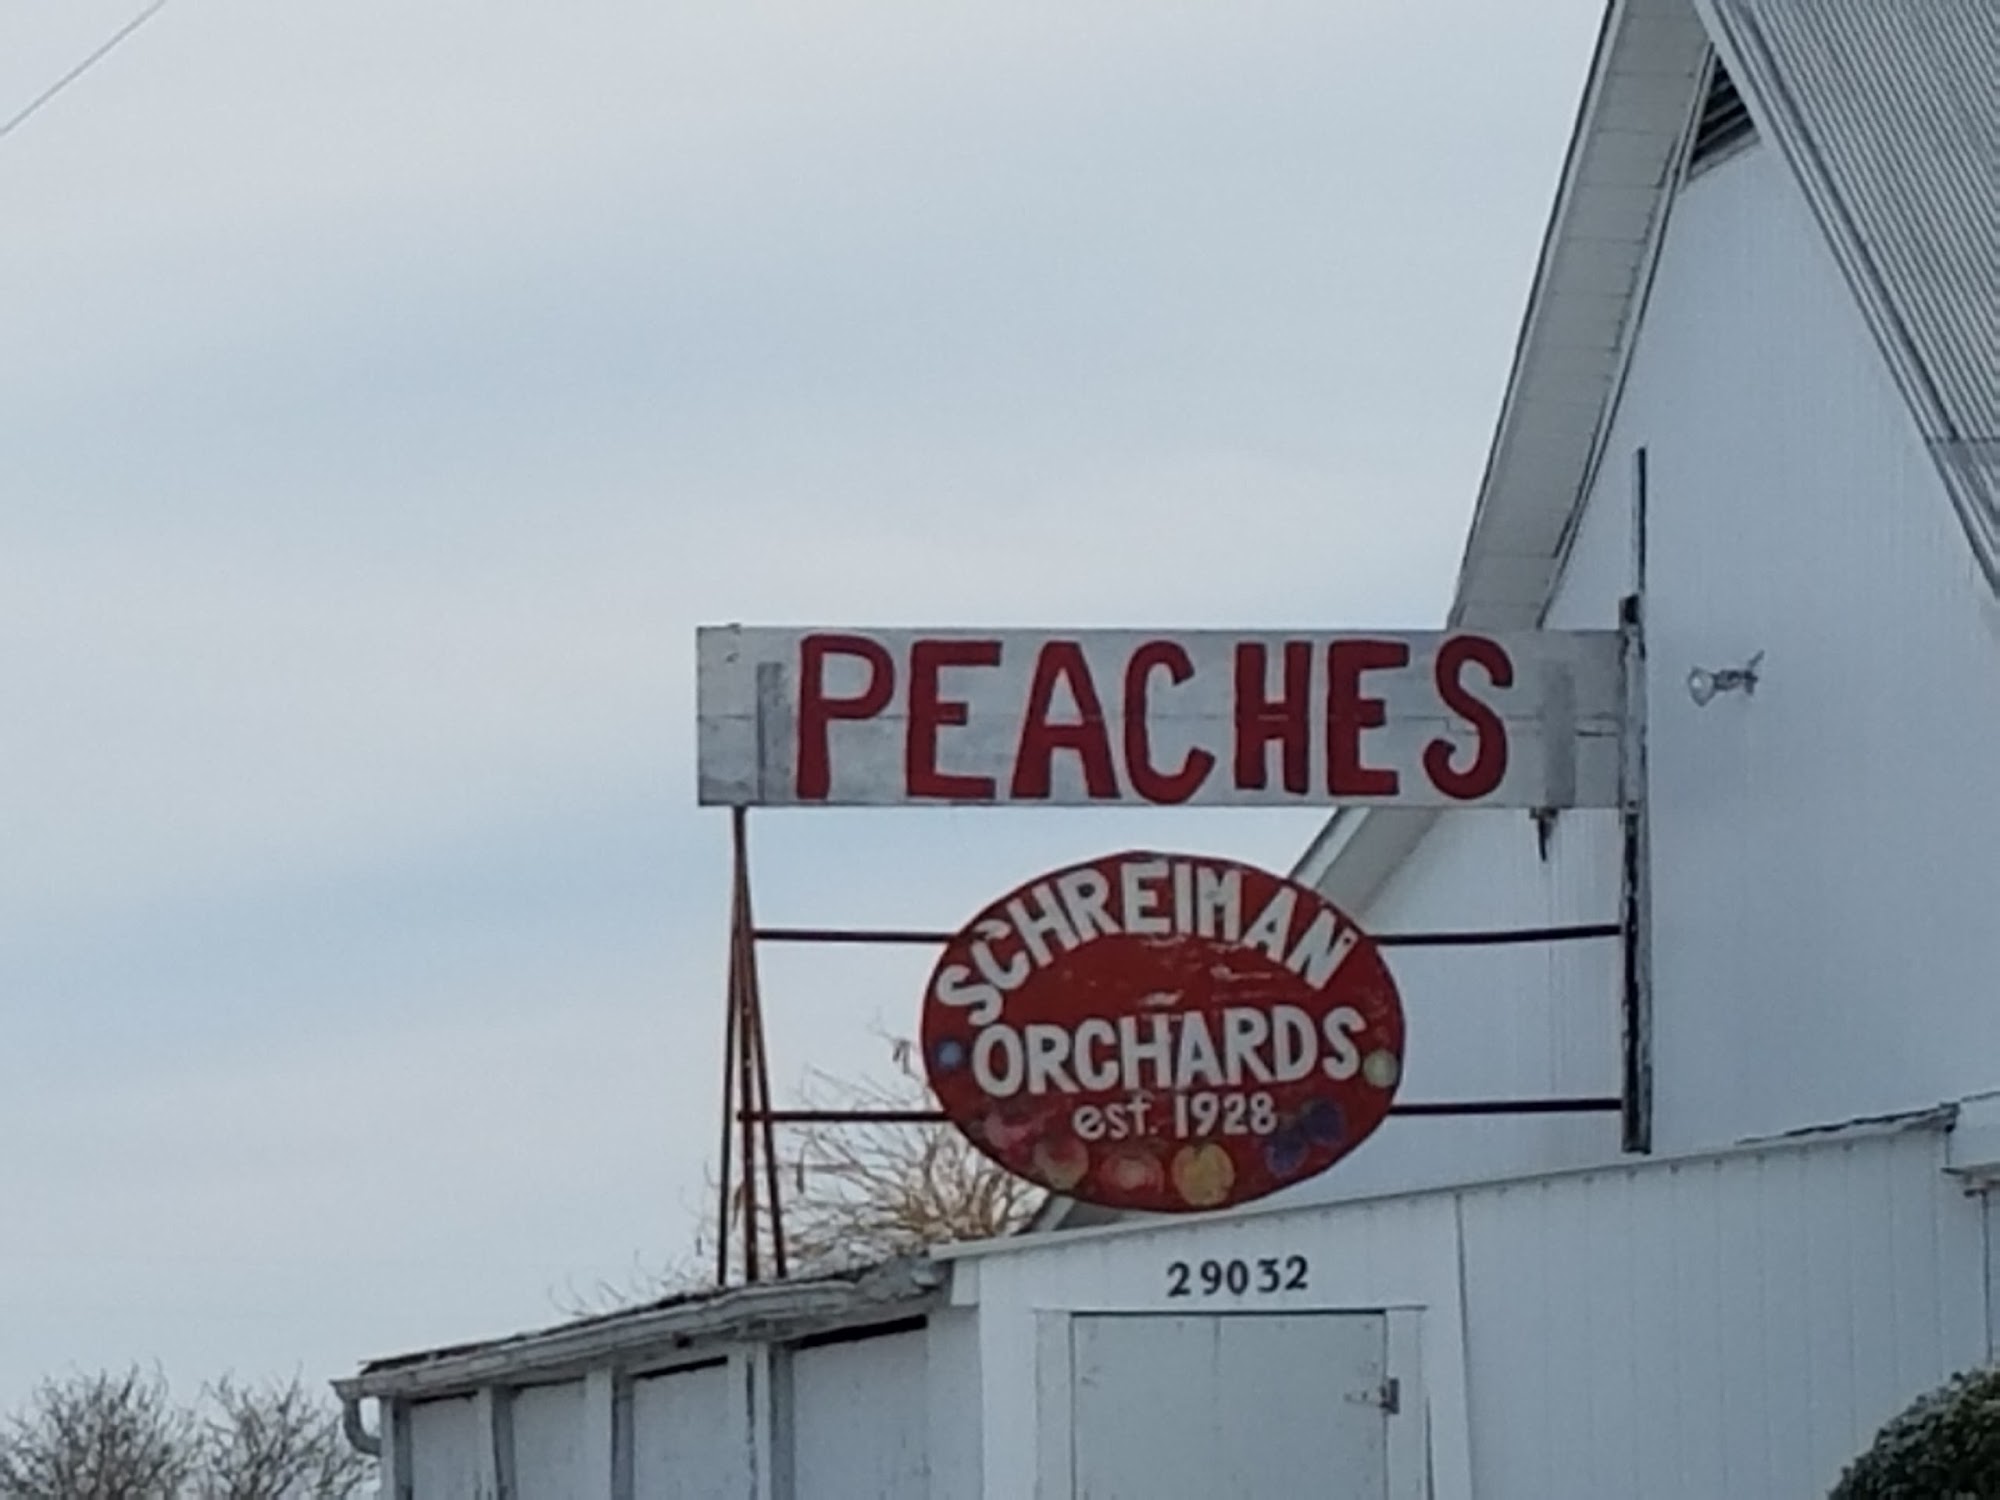 PEACHES
SCHREIMAN
ORCHARDS
est. 1928
29032